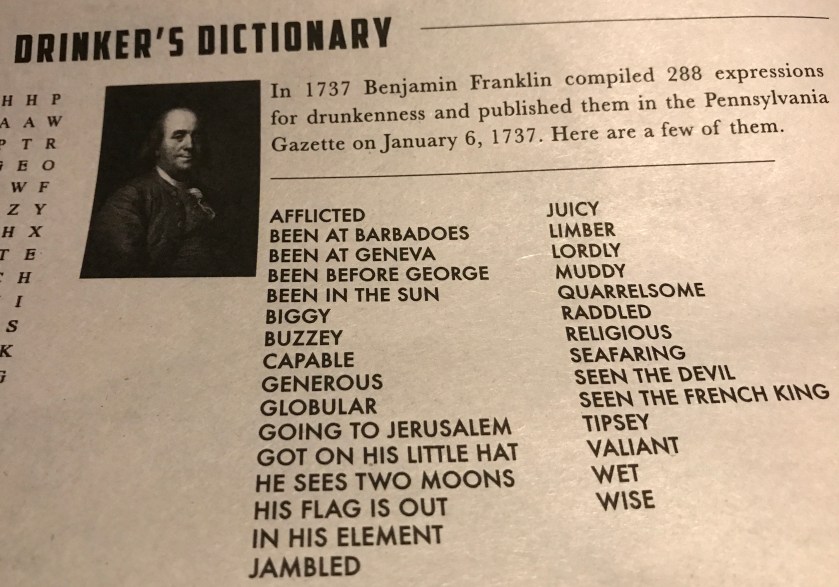 DRINKER'S DICTIONARY
In 1737 Benjamin Franklin compiled 288 expressions
for drunkenness and published them in the Pennsylvania
Gazette on January 6, 1737. Here are a few of them.
H H P
A A W
P T R
E O
W F
Z Y
H X
T E
H
I
S
K
AFFLICTED
BEEN AT BARBADOES
BEEN AT GENEVA
BEEN BEFORE GEORGE
BEEN IN THE SUN
BIGGY
BUZZEY
CAPABLE
GENEROUS
GLOBULAR
GOING TO JERUSALEM
GOT ON HIS LITTLE HAT
HE SEES TWO MOONS
HIS FLAG IS OUT
IN HIS ELEMENT
JAMBLED
JUICY
LIMBER
LORDLY
MUDDY
QUARRELSOME
RADDLED
RELIGIOUS
SEAFARING
SEEN THE DEVIL
SEEN THE FRENCH KING
TIPSEY
VALIANT
WET
WISE